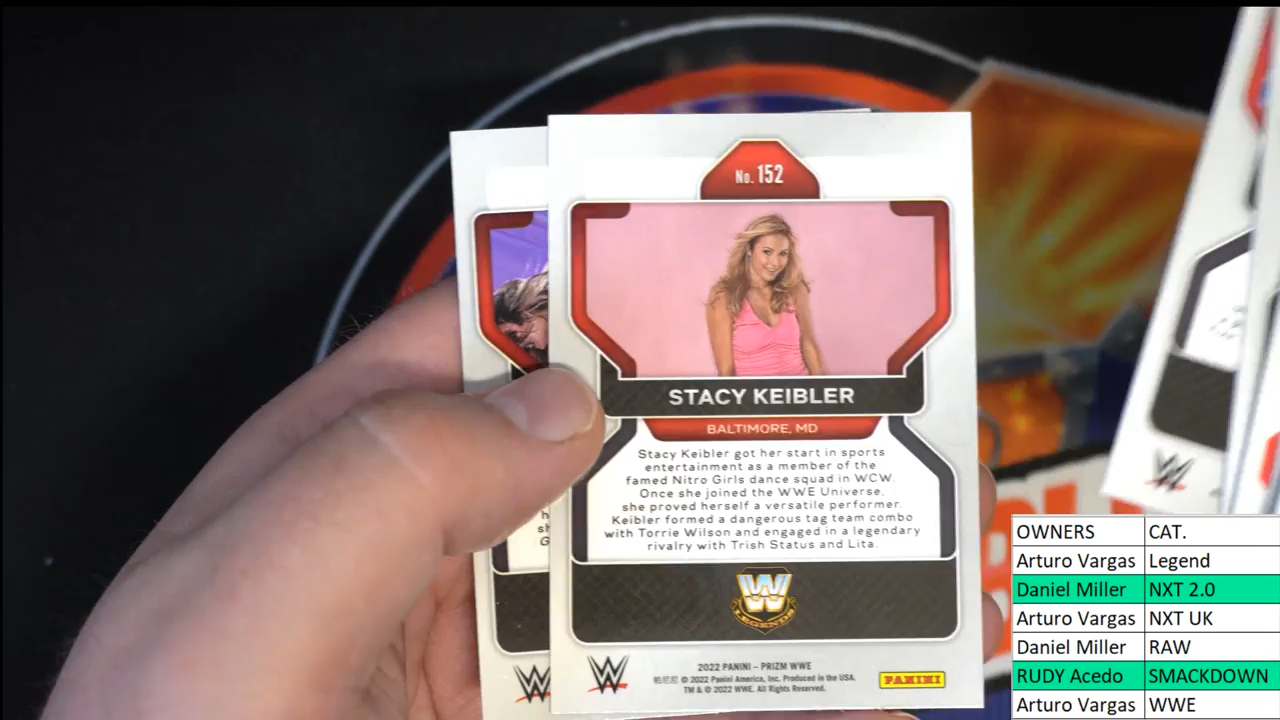 No. 152
STACY KEIBLER
BALTIMORE, MD
Stacy Keibler got her start in sports
entertainment as a member of the
famed Nitro Girls dance squad in WCW.
Once she joined the WWE Universe,
she proved herself a versatile performer.
Keibler formed a dangerous tag team combo
with Torrie Wilson and engaged in a legendary
rivalry with Trish Status and Lita.
LEGENDS
2022 PANINI – PRIZM WWE
帕尼尼 © 2022 Panini America, Inc. Produced in the USA.
TM & © 2022 WWE. All Rights Reserved.
PANINI
OWNERS CAT.
Arturo Vargas Legend
Daniel Miller NXT 2.0
Arturo Vargas NXT UK
Daniel Miller RAW
RUDY Acedo SMACKDOWN
Arturo Vargas WWE